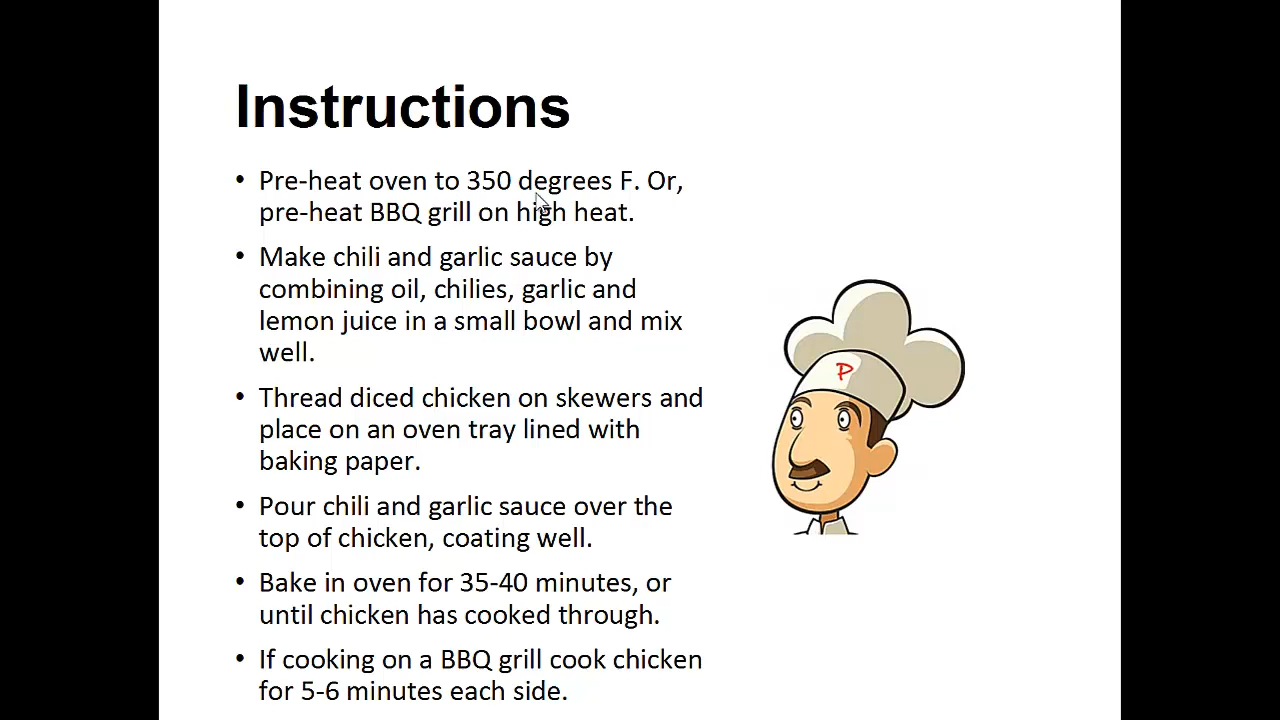 Instructions
• Pre-heat oven to 350 degrees F. Or,
pre-heat BBQ grill on high heat.
• Make chili and garlic sauce by
combining oil, chilies, garlic and
lemon juice in a small bowl and mix
well.
P
• Thread diced chicken on skewers and
place on an oven tray lined with
baking paper.
• Pour chili and garlic sauce over the
top of chicken, coating well.
• Bake in oven for 35-40 minutes, or
until chicken has cooked through.
• If cooking on a BBQ grill cook chicken
for 5-6 minutes each side.